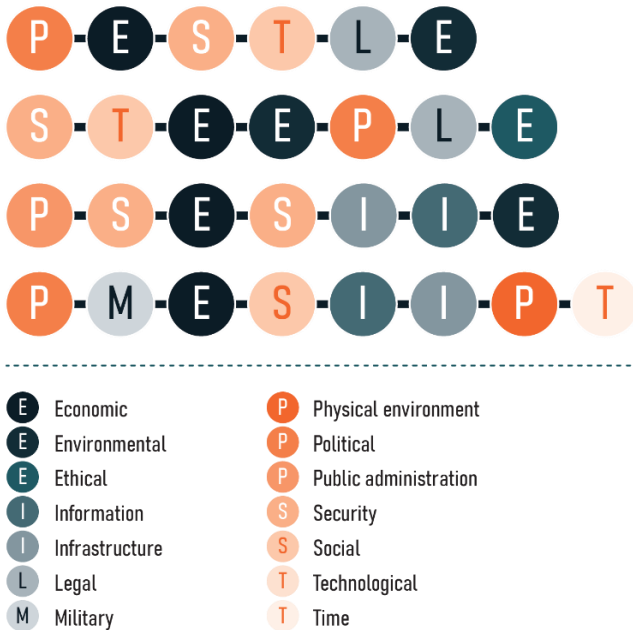 P-E-S-T-L-E
S-T-E-E-P-L-E
P-S-E-S-I-I-E
P-M-E-S-I-I-P-T
E Economic
E Environmental
E Ethical
I Information
I Infrastructure
L Legal
M Military
P Physical environment
P Political
P Public administration
S Security
S Social
T Technological
T Time